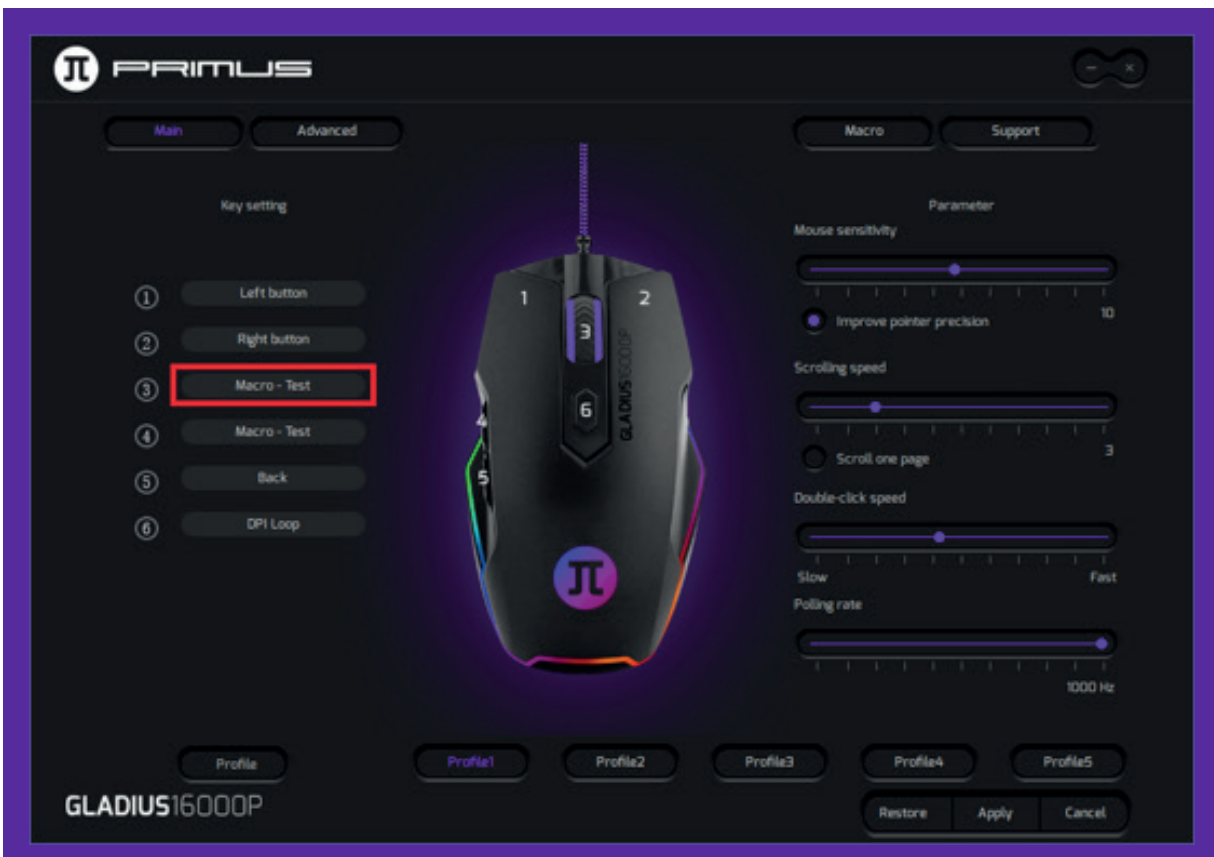 PRIMUS
Main
Advanced
Macro
Support
Key setting
① Left button
② Right button
③ Macro - Test
④ Macro - Test
⑤ Back
⑥ DPI Loop
1
2
3
4
5
6
GLADIUS16000P
Parameter
Mouse sensitivity
10
Improve pointer precision
Scrolling speed
3
Scroll one page
Double-click speed
Slow
Fast
Polling rate
1000 Hz
Profile
Profile1
Profile2
Profile3
Profile4
Profile5
GLADIUS16000P
Restore
Apply
Cancel